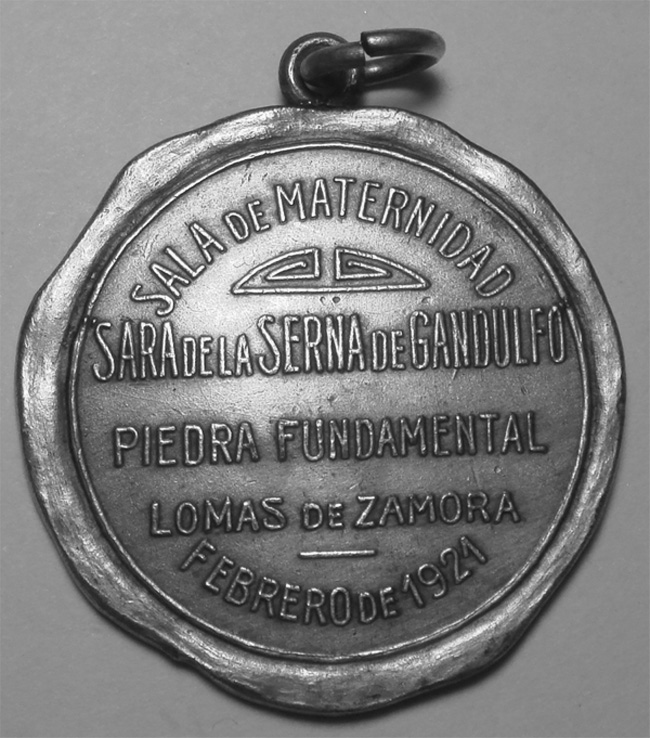 SALA DE MATERNIDAD
"SARA DE LA SERNA DE GANDULFO"
PIEDRA FUNDAMENTAL
LOMAS DE ZAMORA
FEBRERO DE 1921